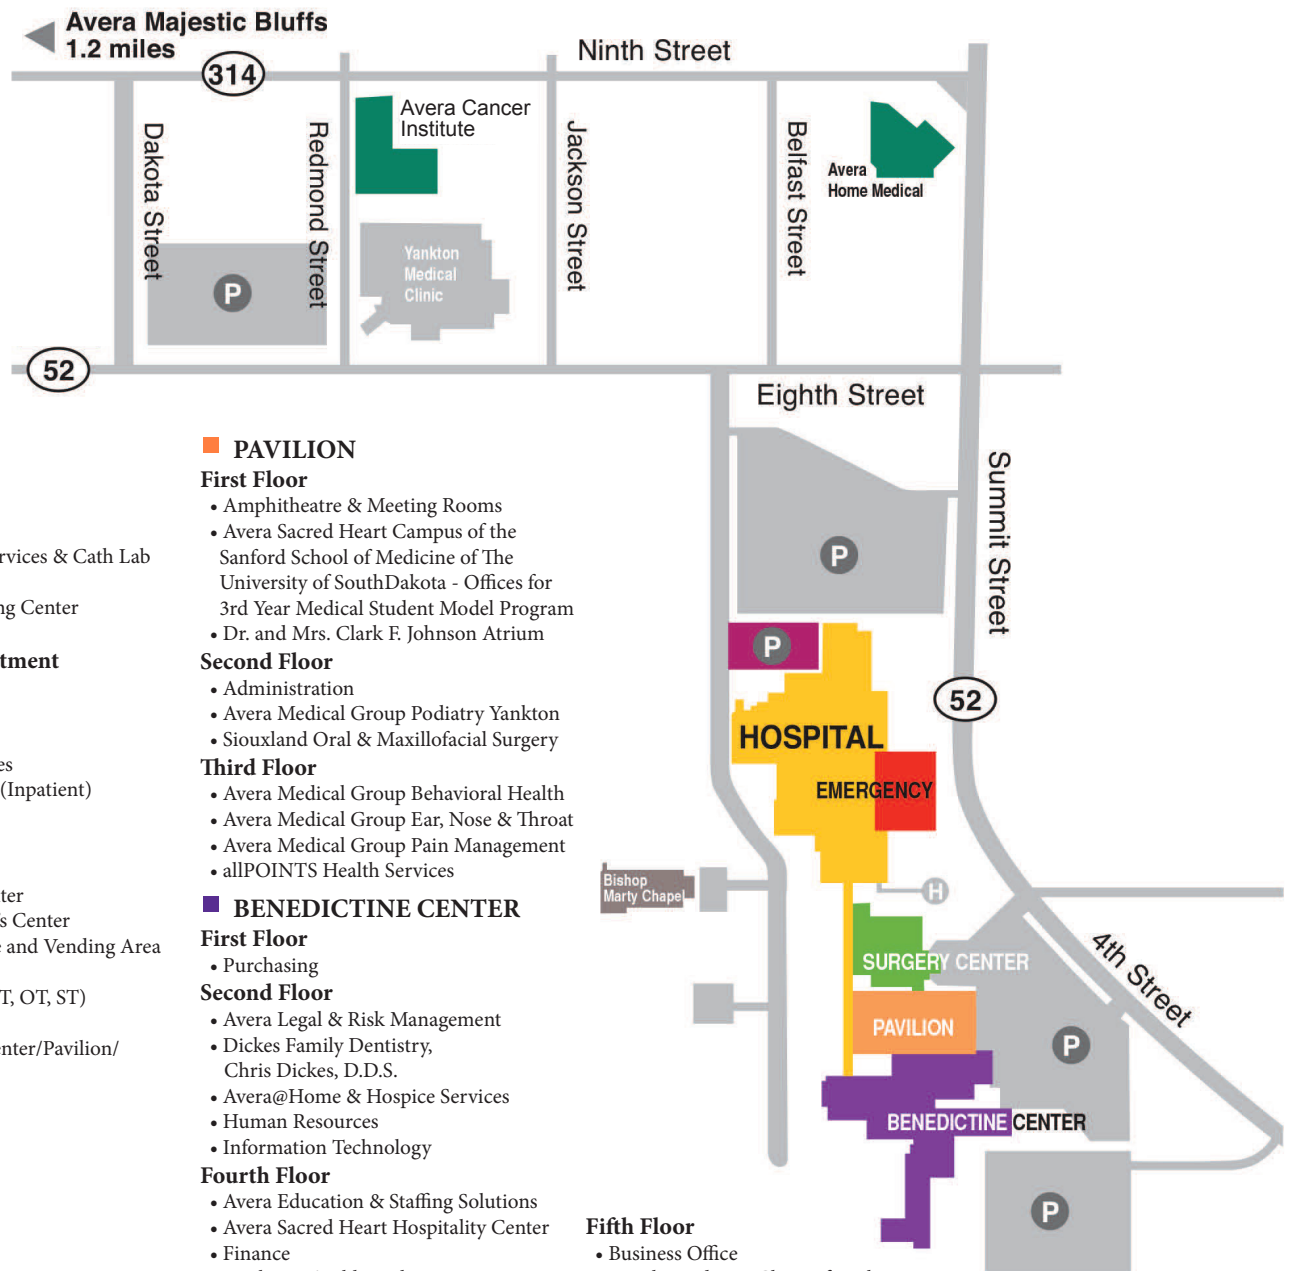 Avera Majestic Bluffs
1.2 miles
314
Ninth Street
Dakota Street
Redmond Street
Avera Cancer
Institute
Jackson Street
Belfast Street
Avera
Home Medical
Yankton
Medical
Clinic
P
52
Eighth Street
Summit Street
P
P
HOSPITAL
52
EMERGENCY
Bishop
Marty Chapel
H
SURGERY CENTER
4th Street
PAVILION
P
BENEDICTINE CENTER
P
rvices & Cath Lab
ng Center
tment
es
(Inpatient)
ter
's Center
e and Vending Area
T, OT, ST)
enter/Pavilion/
PAVILION
First Floor
• Amphitheatre & Meeting Rooms
• Avera Sacred Heart Campus of the
Sanford School of Medicine of The
University of SouthDakota - Offices for
3rd Year Medical Student Model Program
• Dr. and Mrs. Clark F. Johnson Atrium
Second Floor
• Administration
• Avera Medical Group Podiatry Yankton
• Siouxland Oral & Maxillofacial Surgery
Third Floor
• Avera Medical Group Behavioral Health
• Avera Medical Group Ear, Nose & Throat
• Avera Medical Group Pain Management
• allPOINTS Health Services
BENEDICTINE CENTER
First Floor
• Purchasing
Second Floor
• Avera Legal & Risk Management
• Dickes Family Dentistry,
Chris Dickes, D.D.S.
• Avera@Home & Hospice Services
• Human Resources
• Information Technology
Fourth Floor
• Avera Education & Staffing Solutions
• Avera Sacred Heart Hospitality Center
• Finance
Fifth Floor
• Business Office